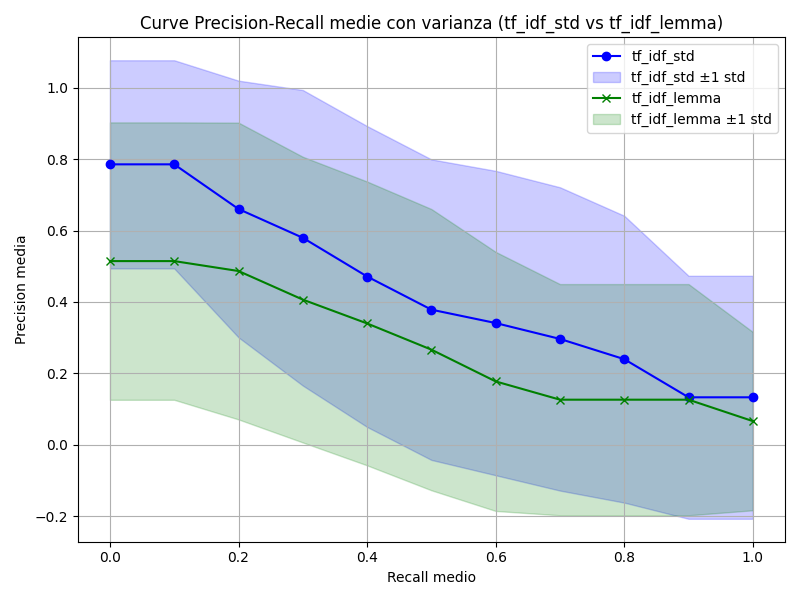 Curve Precision-Recall medie con varianza (tf_idf_std vs tf_idf_lemma)
tf_idf_std
tf_idf_std ±1 std
tf_idf_lemma
tf_idf_lemma ±1 std
Precision media
1.0
0.8
0.6
0.4
0.2
0.0
−0.2
0.0 0.2 0.4 0.6 0.8 1.0
Recall medio